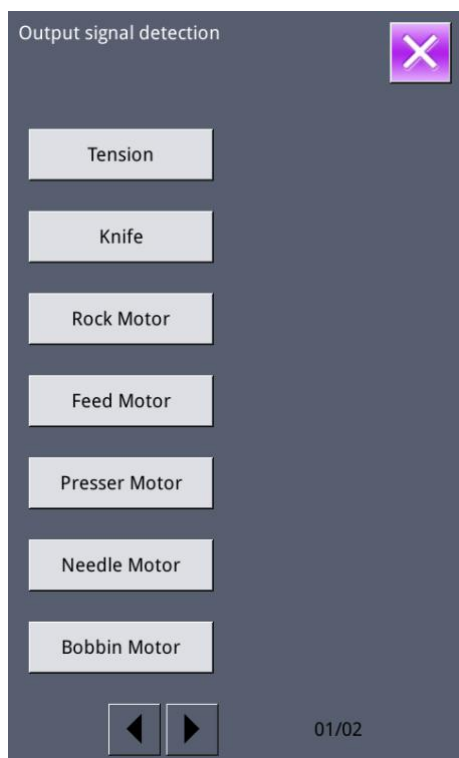 Output signal detection
Tension
Knife
Rock Motor
Feed Motor
Presser Motor
Needle Motor
Bobbin Motor
01/02